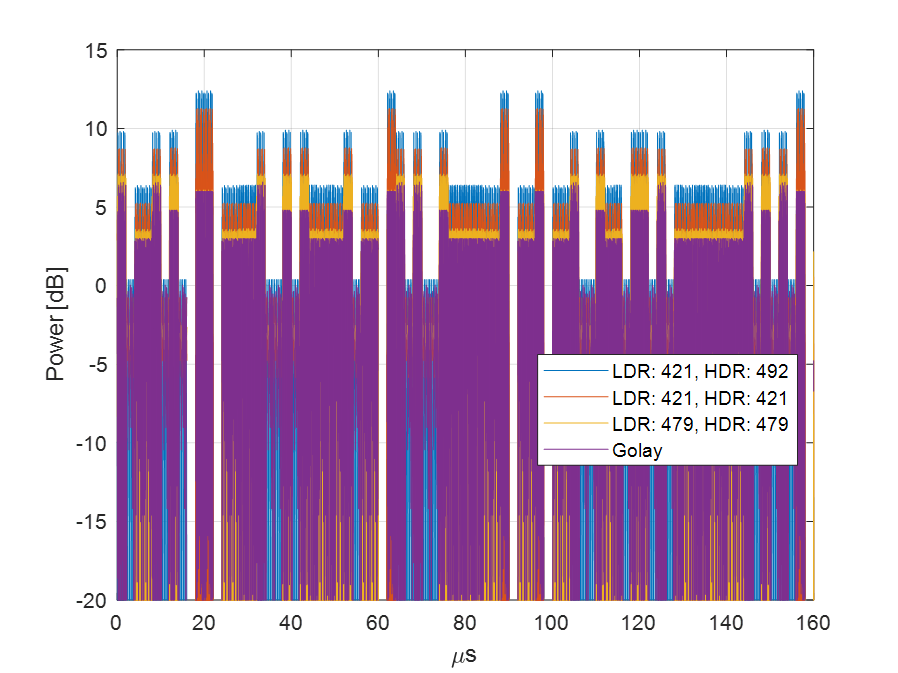 15
10
5
0
-5
-10
-15
-20
Power [dB]
LDR: 421, HDR: 492
LDR: 421, HDR: 421
LDR: 479, HDR: 479
Golay
0 20 40 60 80 100 120 140 160
μs